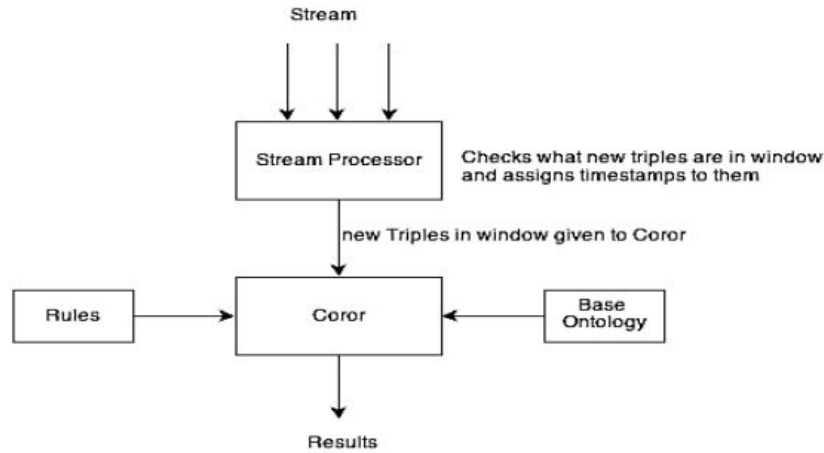 Stream
Stream Processor
Checks what new triples are in window
and assigns timestamps to them
new Triples in window given to Coror
Rules
Coror
Base
Ontology
Results